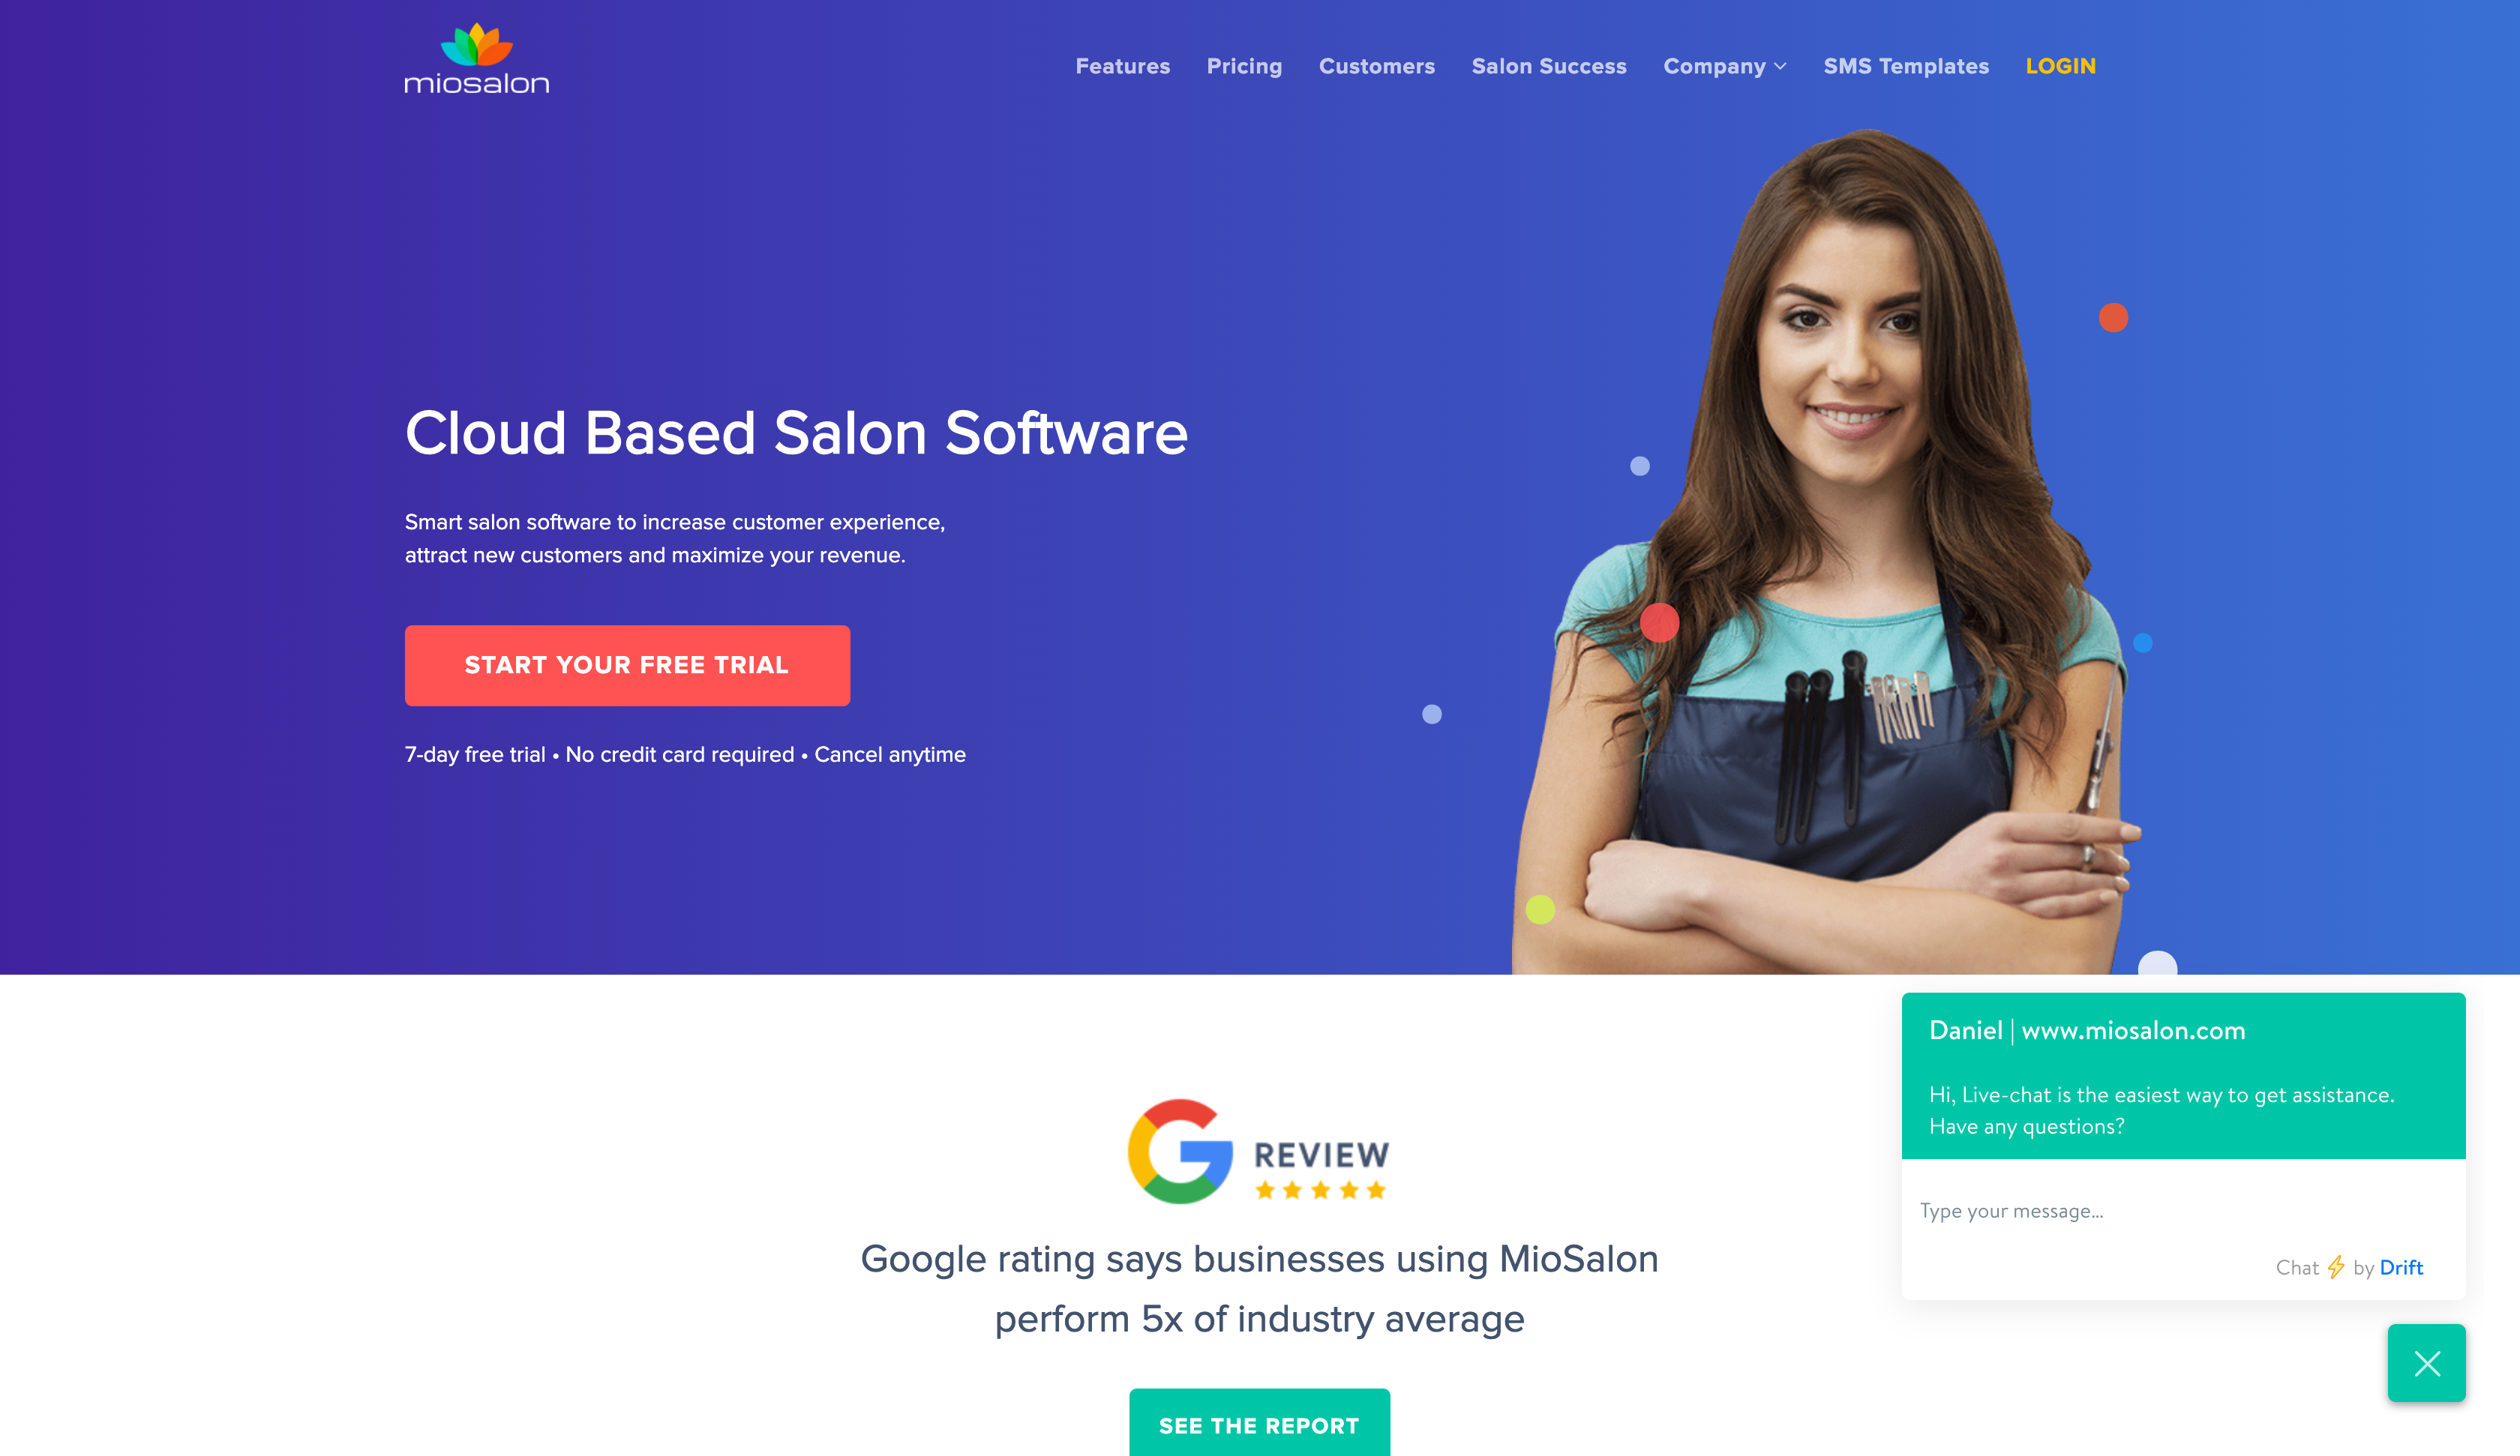 miosalon
Features
Pricing
Customers
Salon Success
Company
SMS Templates
LOGIN
Cloud Based Salon Software
Smart salon software to increase customer experience,
attract new customers and maximize your revenue.
START YOUR FREE TRIAL
7-day free trial • No credit card required • Cancel anytime
REVIEW
Google rating says businesses using MioSalon
perform 5x of industry average
SEE THE REPORT
Daniel | www.miosalon.com
Hi, Live-chat is the easiest way to get assistance.
Have any questions?
Type your message...
Chat ⚡ by Drift